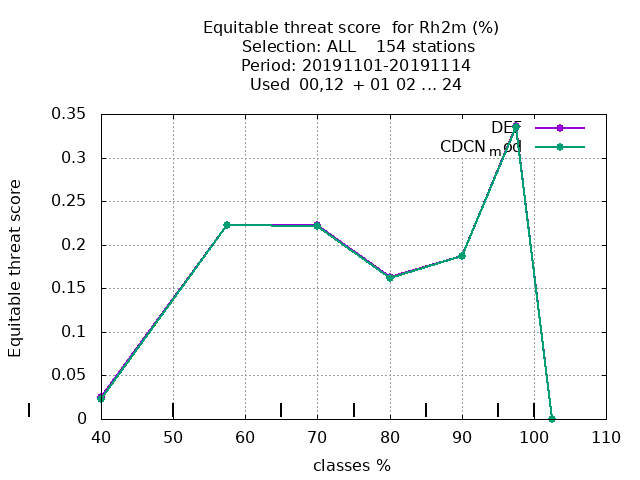 Equitable threat score for Rh2m (%)
Selection: ALL 154 stations
Period: 20191101-20191114
Used 00,12 + 01 02 ... 24
0.35
0.3
0.25
0.2
0.15
0.1
0.05
0
Equitable threat score
CDCN mod
40 50 60 70 80 90 100 110
classes %